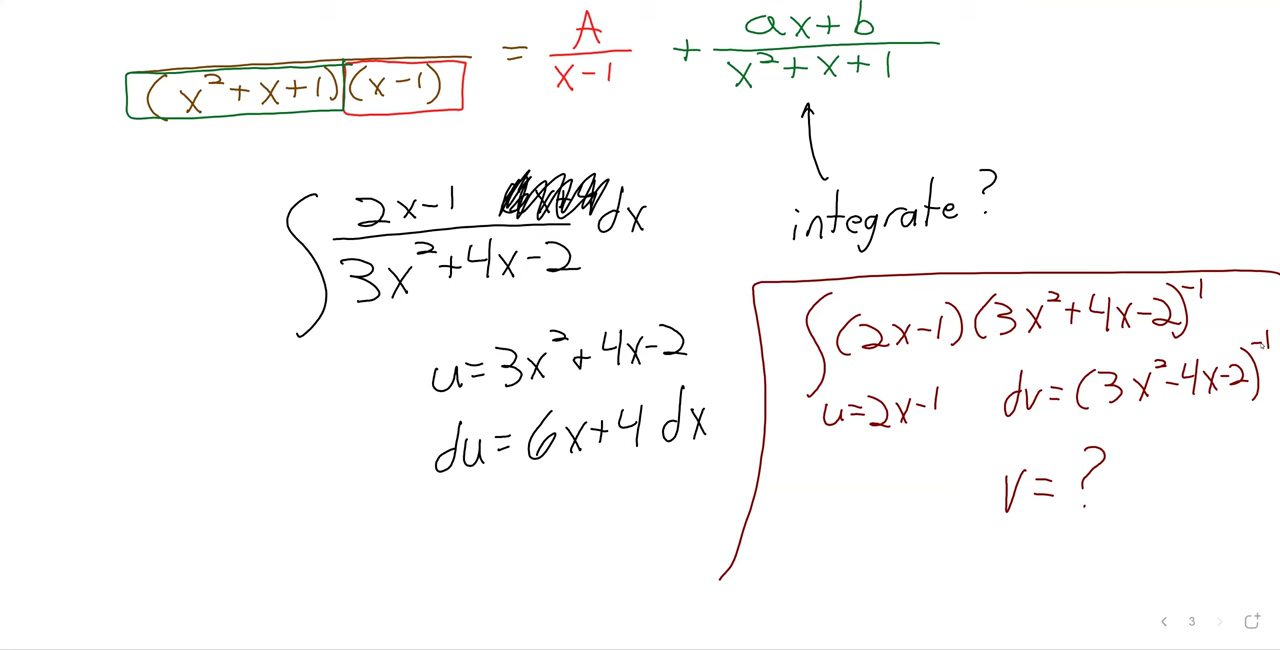 (x²+x+1)(x-1) = A/(x-1) + (ax+b)/(x²+x+1)
integrate?
∫ (2x-1)/(3x²+4x-2) dx
u=3x²+4x-2
du=6x+4 dx
∫(2x-1)(3x²+4x-2)⁻¹
u=2x-1 dv=(3x²-4x-2)⁻¹
v=?
3